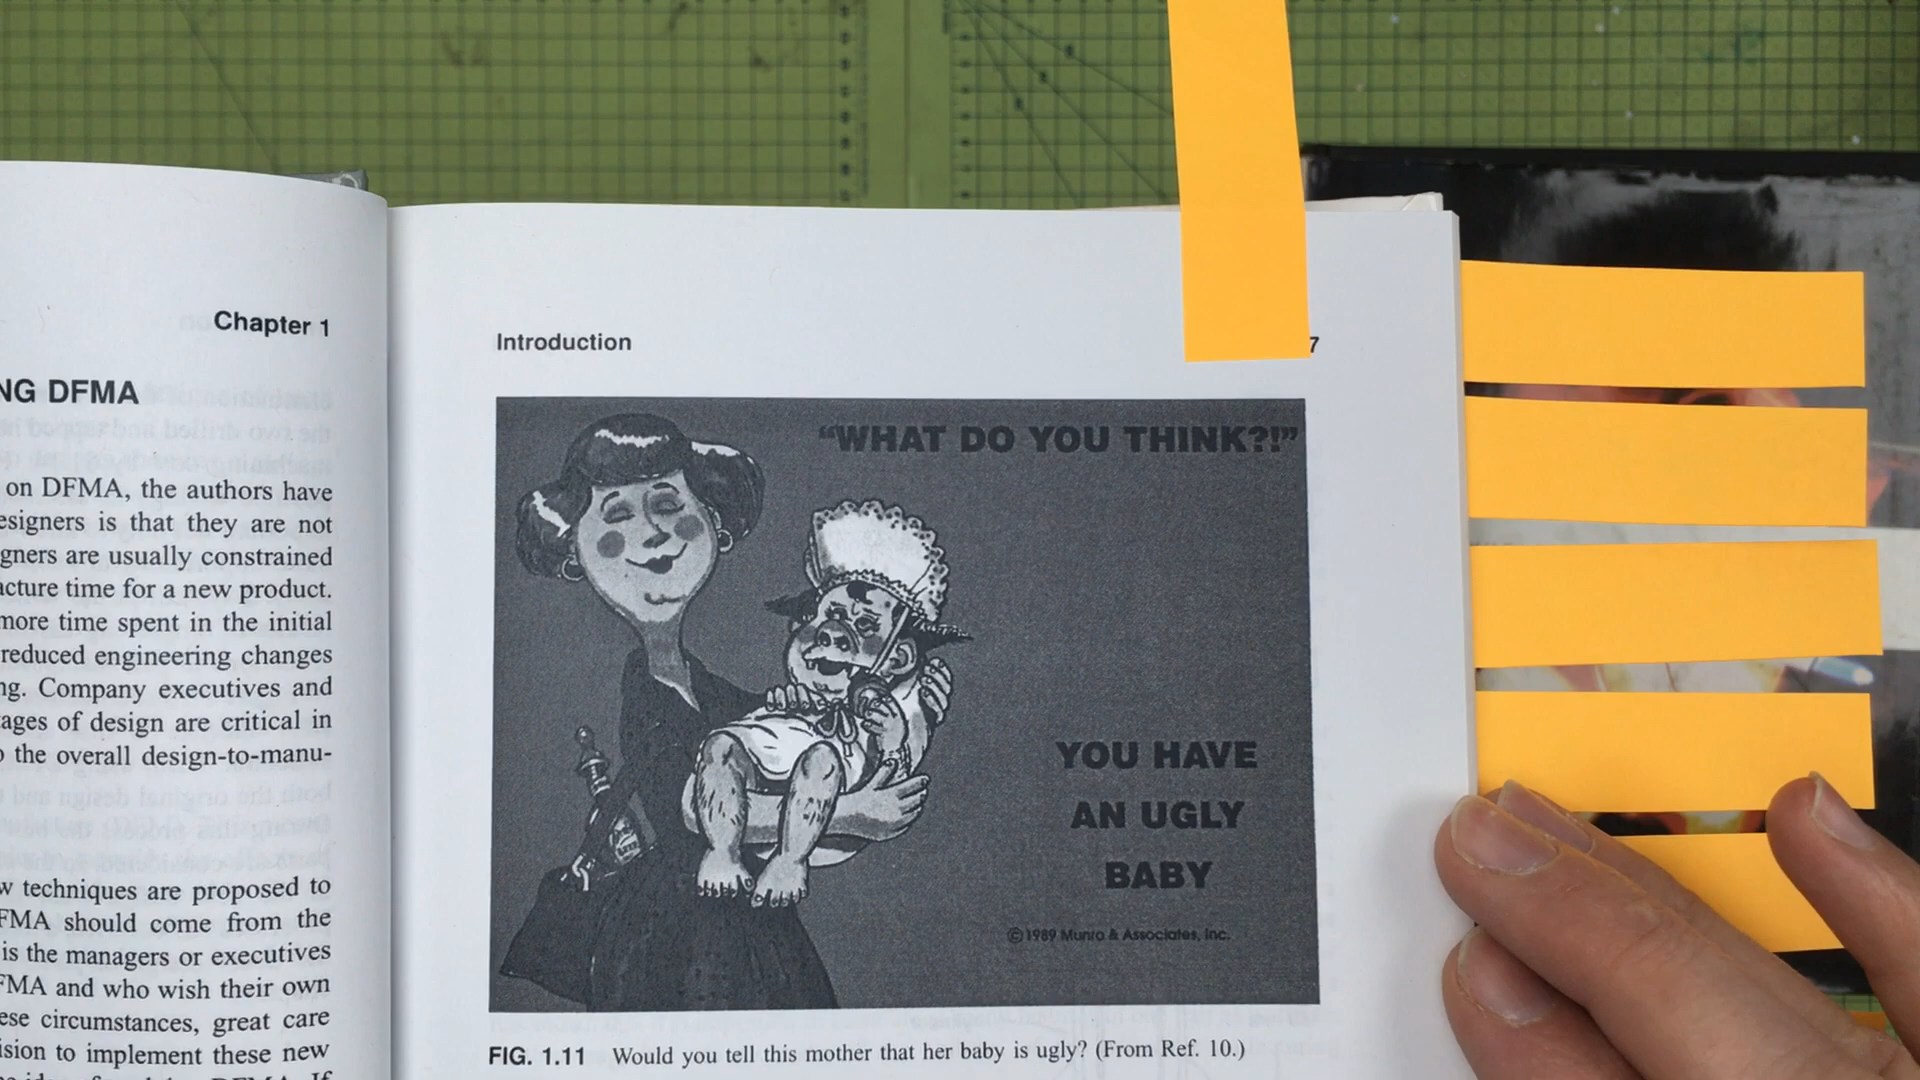 Chapter 1
NG DFMA
on DFMA, the authors have
esigners is that they are not
gners are usually constrained
acture time for a new product.
more time spent in the initial
reduced engineering changes
ng. Company executives and
tages of design are critical in
o the overall design-to-manu-
w techniques are proposed to
FMA should come from the
is the managers or executives
FMA and who wish their own
ese circumstances, great care
ision to implement these new
Introduction
7
“WHAT DO YOU THINK?!”
YOU HAVE
AN UGLY
BABY
©1989 Munro & Associates, Inc.
FIG. 1.11 Would you tell this mother that her baby is ugly? (From Ref. 10.)